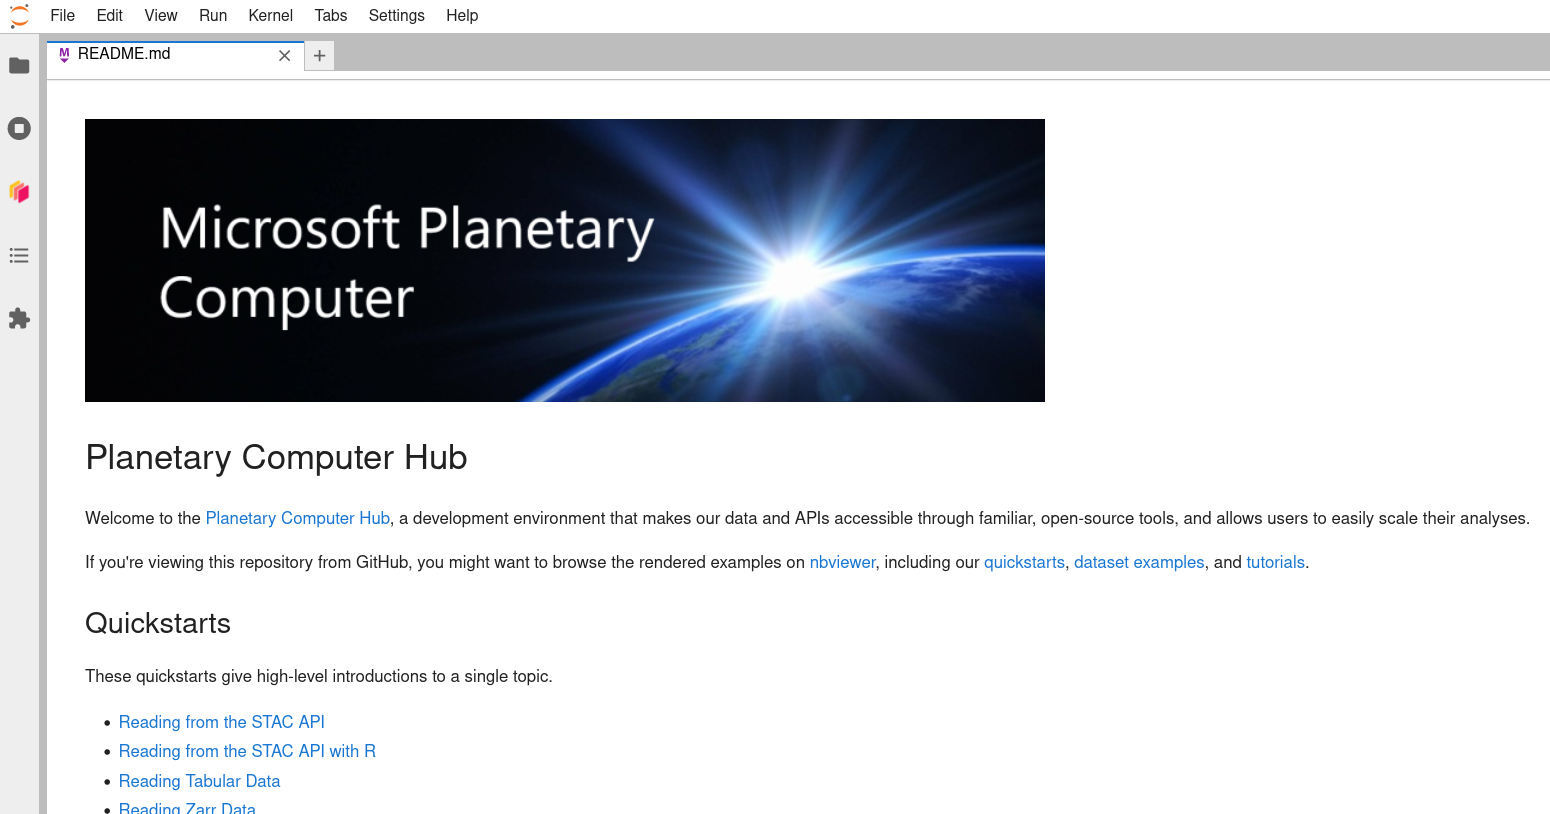 File Edit View Run Kernel Tabs Settings Help
README.md
Microsoft Planetary
Computer
Planetary Computer Hub
Welcome to the Planetary Computer Hub, a development environment that makes our data and APIs accessible through familiar, open-source tools, and allows users to easily scale their analyses.
If you're viewing this repository from GitHub, you might want to browse the rendered examples on nbviewer, including our quickstarts, dataset examples, and tutorials.
Quickstarts
These quickstarts give high-level introductions to a single topic.
• Reading from the STAC API
• Reading from the STAC API with R
• Reading Tabular Data
• Reading Zarr Data